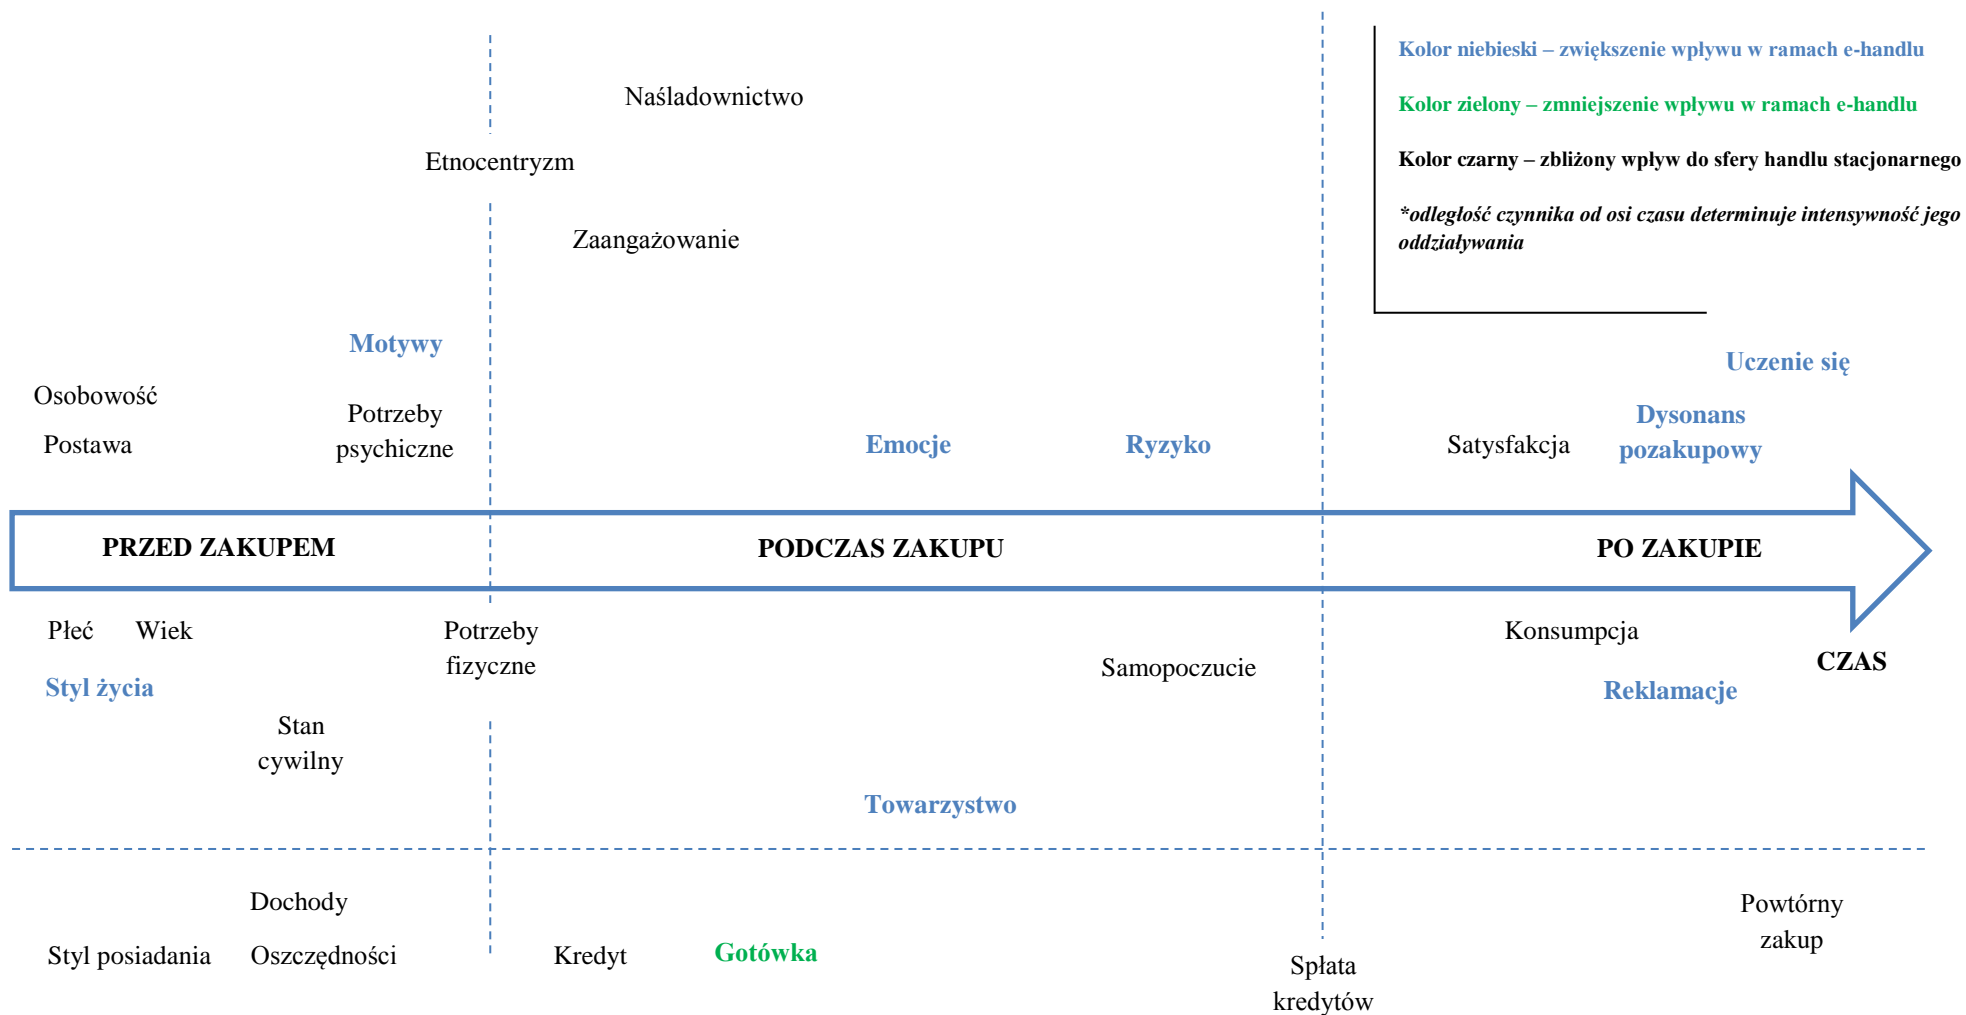 Kolor niebieski – zwiększenie wpływu w ramach e-handlu
Kolor zielony – zmniejszenie wpływu w ramach e-handlu
Kolor czarny – zbliżony wpływ do sfery handlu stacjonarnego
*odległość czynnika od osi czasu determinuje intensywność jego
oddziaływania
Naśladownictwo
Etnocentryzm
Zaangażowanie
Motywy
Uczenie się
Osobowość
Potrzeby
psychiczne
Postawa
Emocje
Ryzyko
Satysfakcja
Dysonans
pozakupowy
PRZED ZAKUPEM
PODCZAS ZAKUPU
PO ZAKUPIE
Płeć
Wiek
Potrzeby
fizyczne
Konsumpcja
Samopoczucie
CZAS
Styl życia
Reklamacje
Stan
cywilny
Towarzystwo
Dochody
Powtórny
zakup
Styl posiadania
Oszczędności
Kredyt
Gotówka
Spłata
kredytów